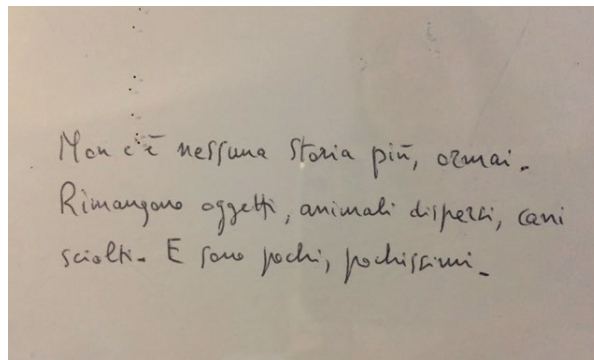 Non c'è nessuna storia più, ormai.
Rimangono oggetti, animali dispersi, cani
sciolti. E sono pochi, pochissimi.